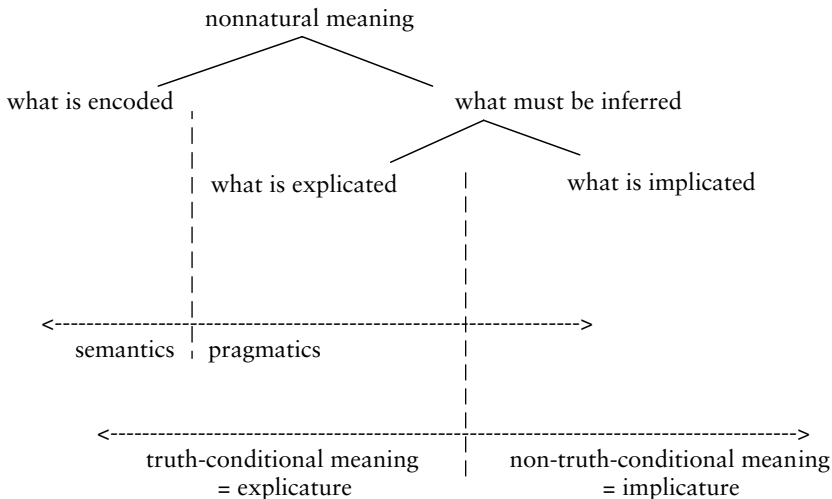 nonnatural meaning
what is encoded
what must be inferred
what is explicated
what is implicated
semantics
pragmatics
truth-conditional meaning
= explicature
non-truth-conditional meaning
= implicature